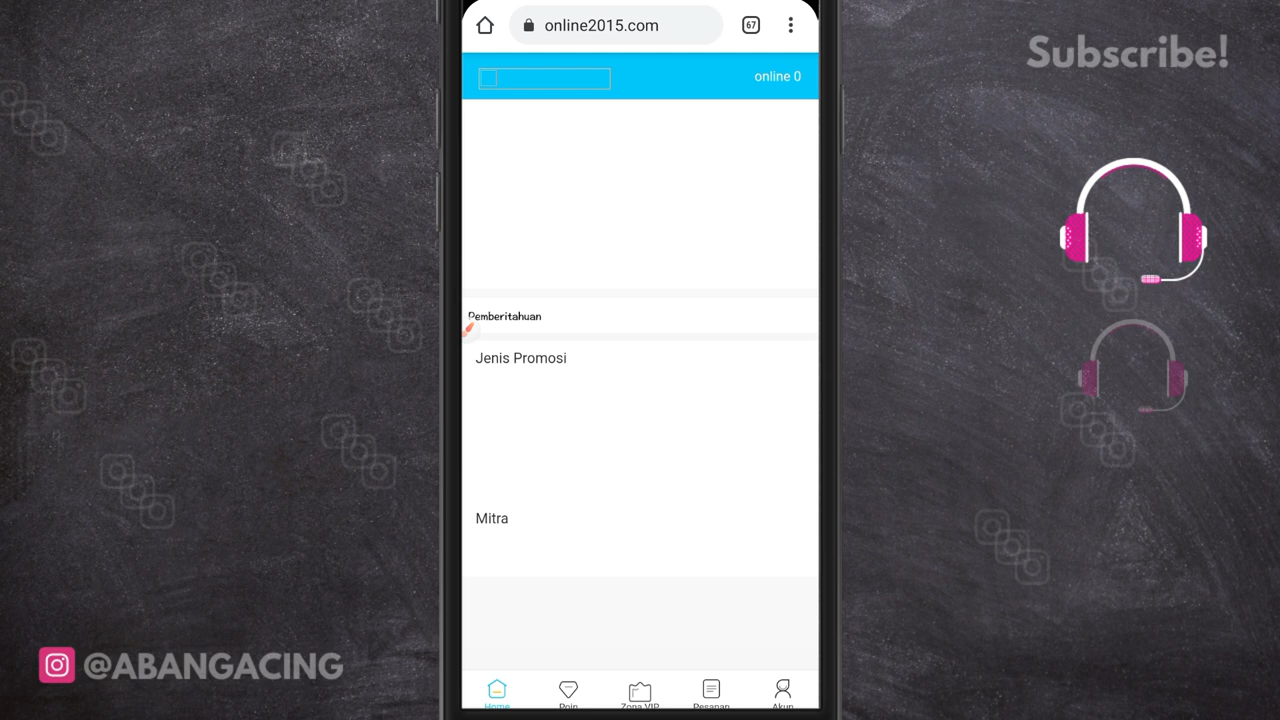 online2015.com
67
Subscribe!
online 0
Pemberitahuan
Jenis Promosi
Mitra
@ABANGACING
Home
Poin
Zona VIP
Pesanan
Akun